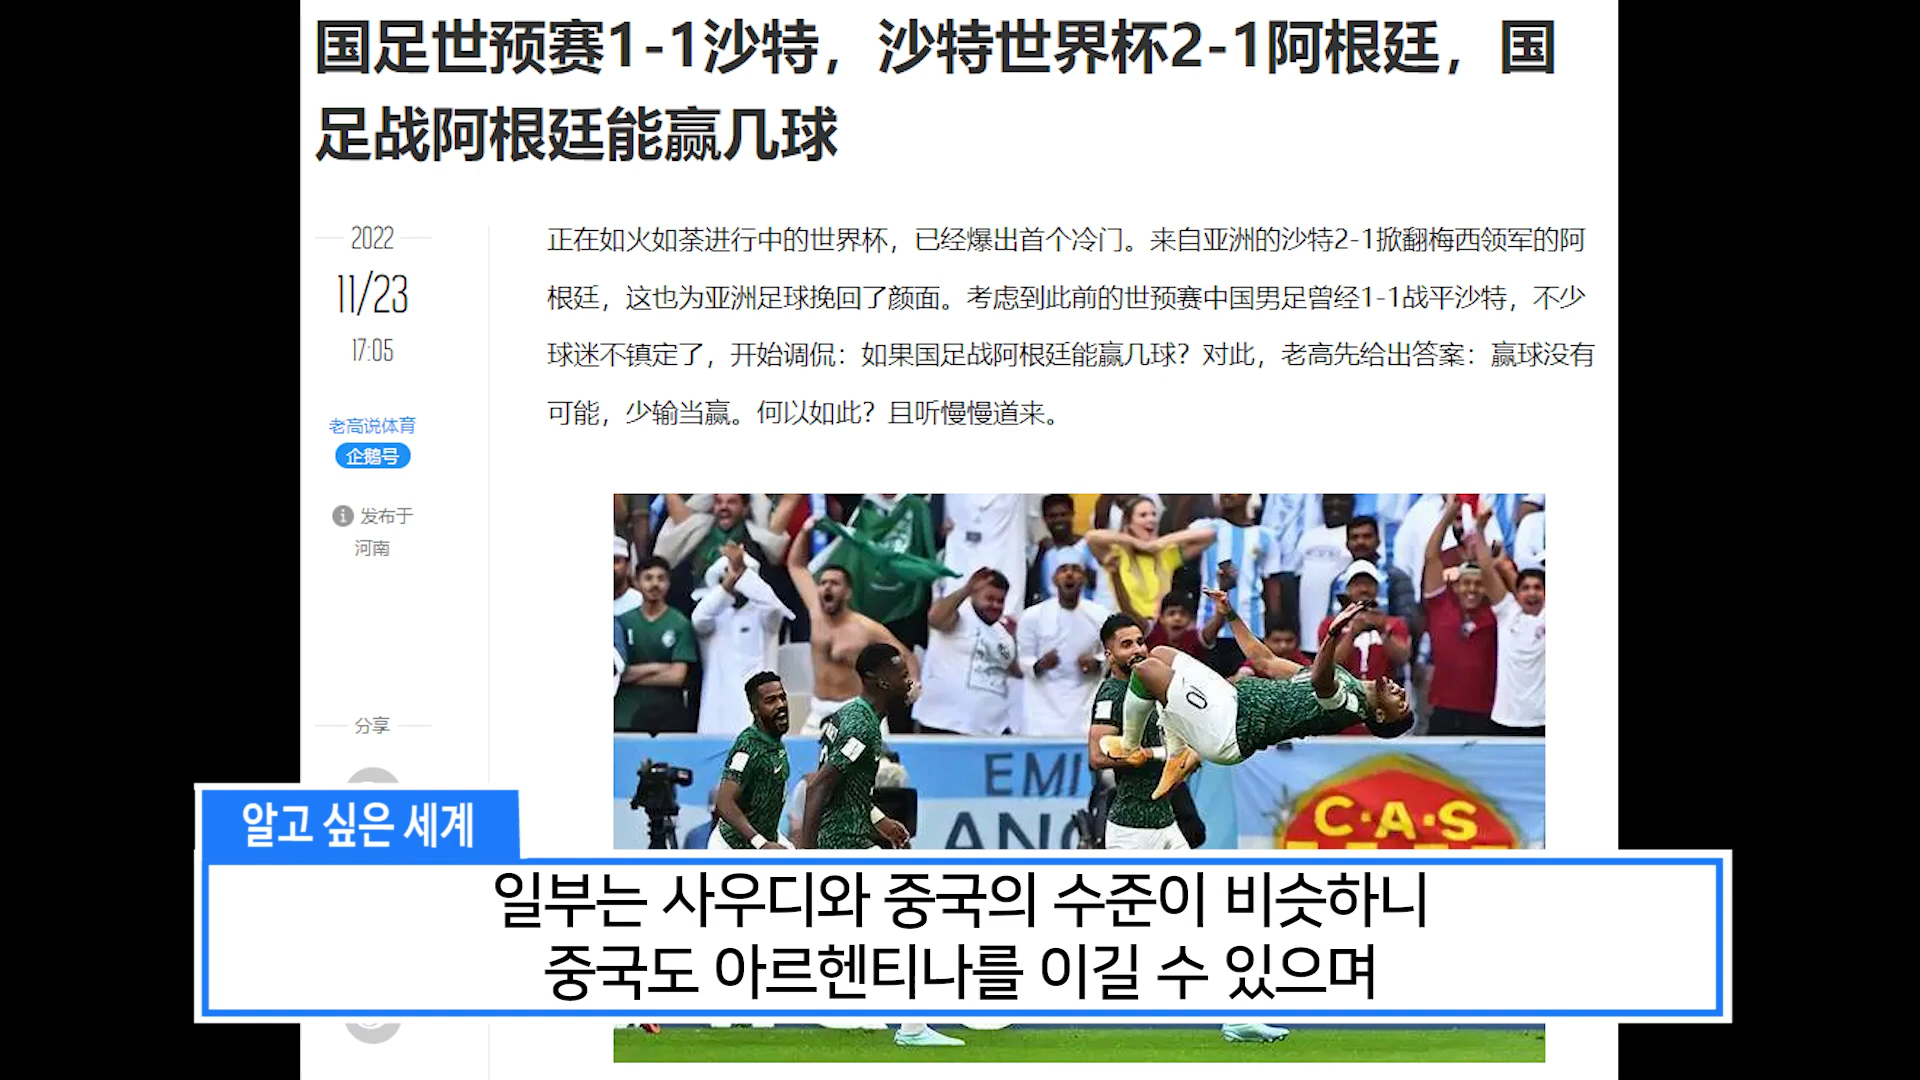 国足世预赛1-1沙特，沙特世界杯2-1阿根廷，国
足战阿根廷能赢几球
2022
11/23
17:05
老高说体育
企鹅号
发布于
河南
分享
正在如火如荼进行中的世界杯，已经爆出首个冷门。来自亚洲的沙特2-1掀翻梅西领军的阿
根廷，这也为亚洲足球挽回了颜面。考虑到此前的世预赛中国男足曾经1-1战平沙特，不少
球迷不镇定了，开始调侃：如果国足战阿根廷能赢几球？对此，老高先给出答案：赢球没有
可能，少输当赢。何以如此？且听慢慢道来。
10
EMI
C·A·S
알고 싶은 세계
일부는 사우디와 중국의 수준이 비슷하니
중국도 아르헨티나를 이길 수 있으며